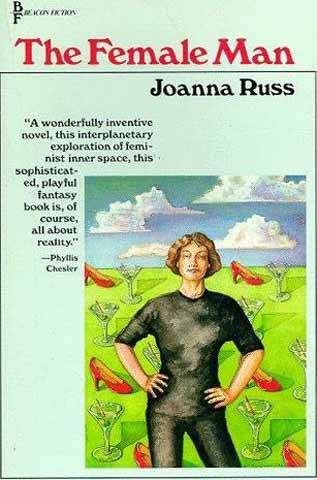 BF BEACON FICTION
The Female Man
Joanna Russ
"A wonderfully inventive
novel, this interplanetary
exploration of femi-
nist inner space, this
sophisticat-
ed, playful
fantasy
book is, of
course,
all about
reality."
—Phyllis
Chesler